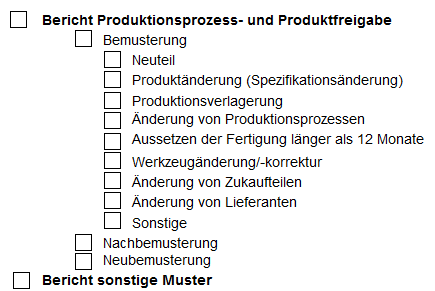 Bericht Produktionsprozess- und Produktfreigabe
Bemusterung
Neuteil
Produktänderung (Spezifikationsänderung)
Produktionsverlagerung
Änderung von Produktionsprozessen
Aussetzen der Fertigung länger als 12 Monate
Werkzeugänderung/-korrektur
Änderung von Zukaufteilen
Änderung von Lieferanten
Sonstige
Nachbemusterung
Neubemusterung
Bericht sonstige Muster